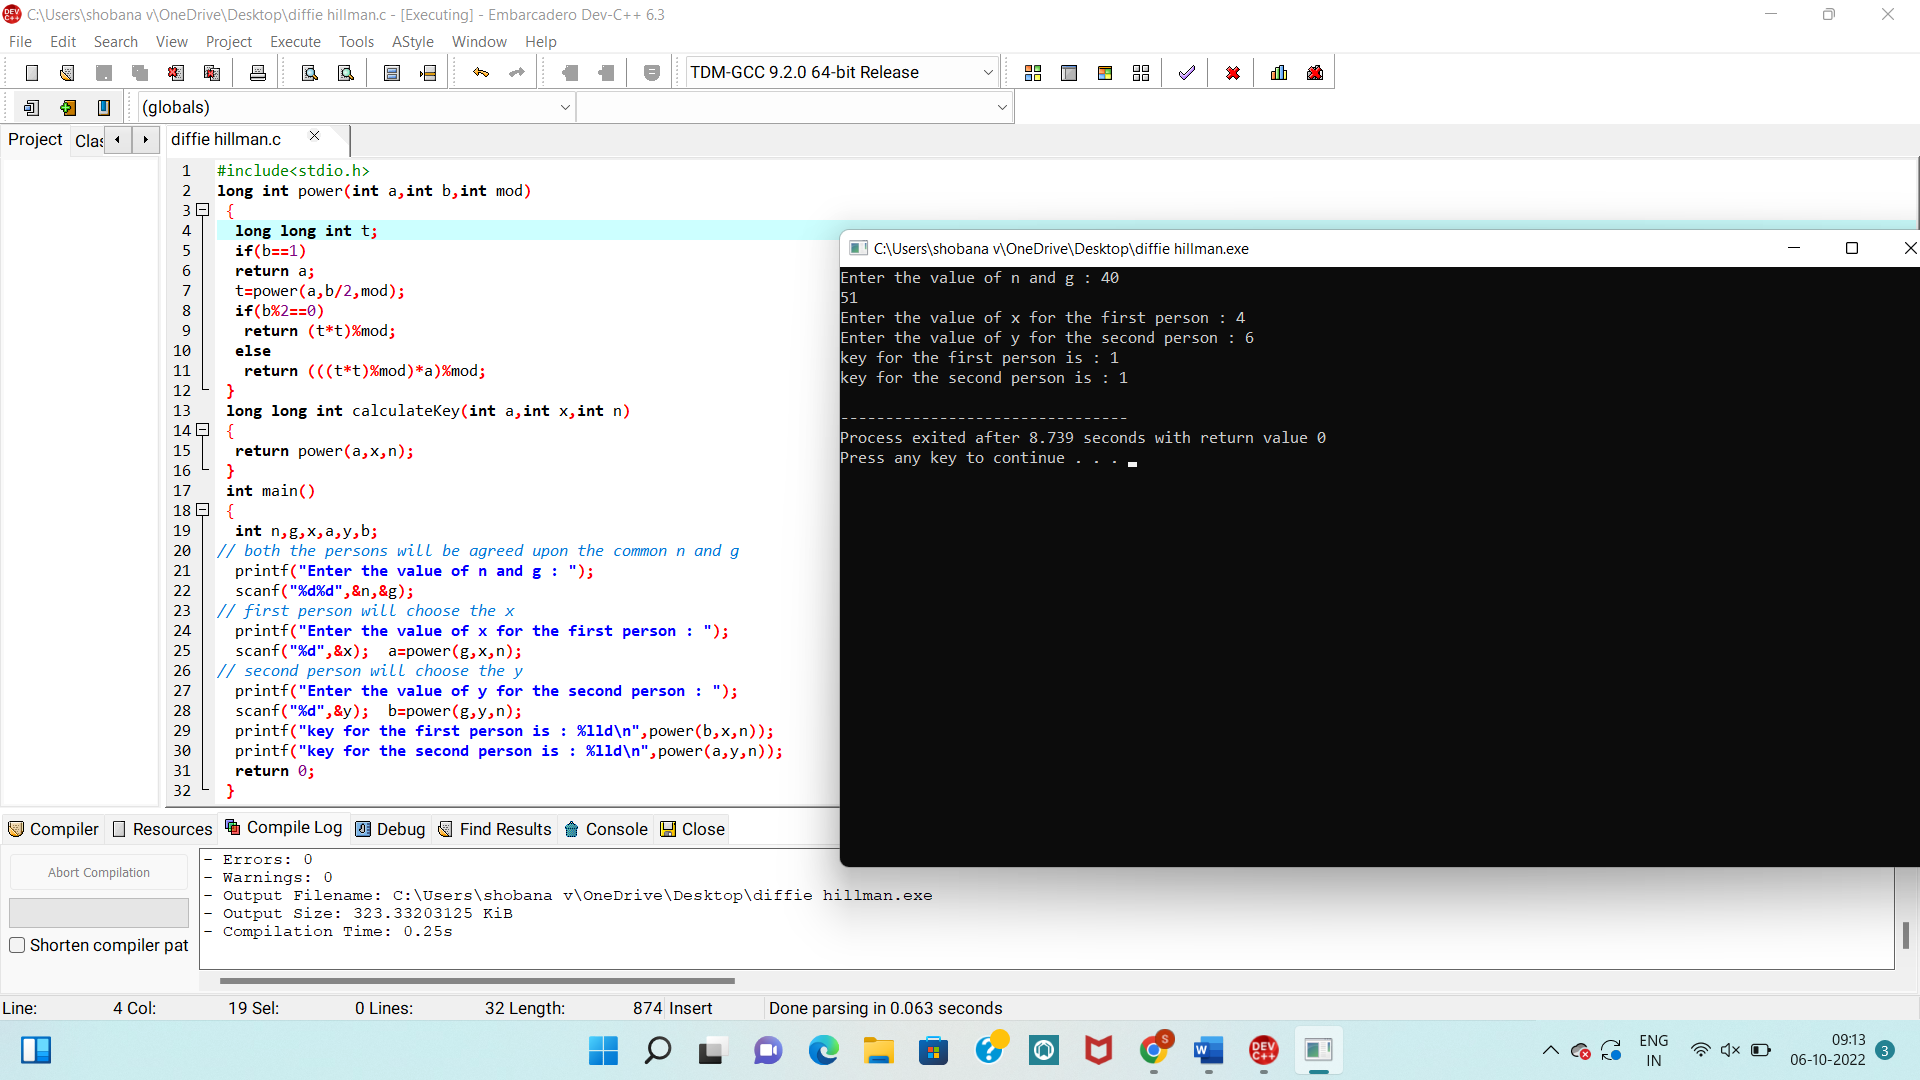 C:\Users\shobana v\OneDrive\Desktop\diffie hillman.c - [Executing] - Embarcadero Dev-C++ 6.3
File Edit Search View Project Execute Tools AStyle Window Help
TDM-GCC 9.2.0 64-bit Release
(globals)
Project Clas diffie hillman.c
1 #include<stdio.h>
2 long int power(int a,int b,int mod)
3 {
4 long long int t;
5 if(b==1)
6 return a;
7 t=power(a,b/2,mod);
8 if(b%2==0)
9 return (t*t)%mod;
10 else
11 return (((t*t)%mod)*a)%mod;
12 }
13 long long int calculateKey(int a,int x,int n)
14 {
15 return power(a,x,n);
16 }
17 int main()
18 {
19 int n,g,x,a,y,b;
20 // both the persons will be agreed upon the common n and g
21 printf("Enter the value of n and g : ");
22 scanf("%d%d",&n,&g);
23 // first person will choose the x
24 printf("Enter the value of x for the first person : ");
25 scanf("%d",&x); a=power(g,x,n);
26 // second person will choose the y
27 printf("Enter the value of y for the second person : ");
28 scanf("%d",&y); b=power(g,y,n);
29 printf("key for the first person is : %lld\n",power(b,x,n));
30 printf("key for the second person is : %lld\n",power(a,y,n));
31 return 0;
32 }
C:\Users\shobana v\OneDrive\Desktop\diffie hillman.exe
Enter the value of n and g : 40
51
Enter the value of x for the first person : 4
Enter the value of y for the second person : 6
key for the first person is : 1
key for the second person is : 1
--------------------------------
Process exited after 8.739 seconds with return value 0
Press any key to continue . . .
Compiler Resources Compile Log Debug Find Results Console Close
Abort Compilation
Shorten compiler pat
- Errors: 0
- Warnings: 0
- Output Filename: C:\Users\shobana v\OneDrive\Desktop\diffie hillman.exe
- Output Size: 323.33203125 KiB
- Compilation Time: 0.25s
Line: 4 Col: 19 Sel: 0 Lines: 32 Length: 874 Insert Done parsing in 0.063 seconds
DEV C++
S
W
ENG
IN
09:13
06-10-2022
3